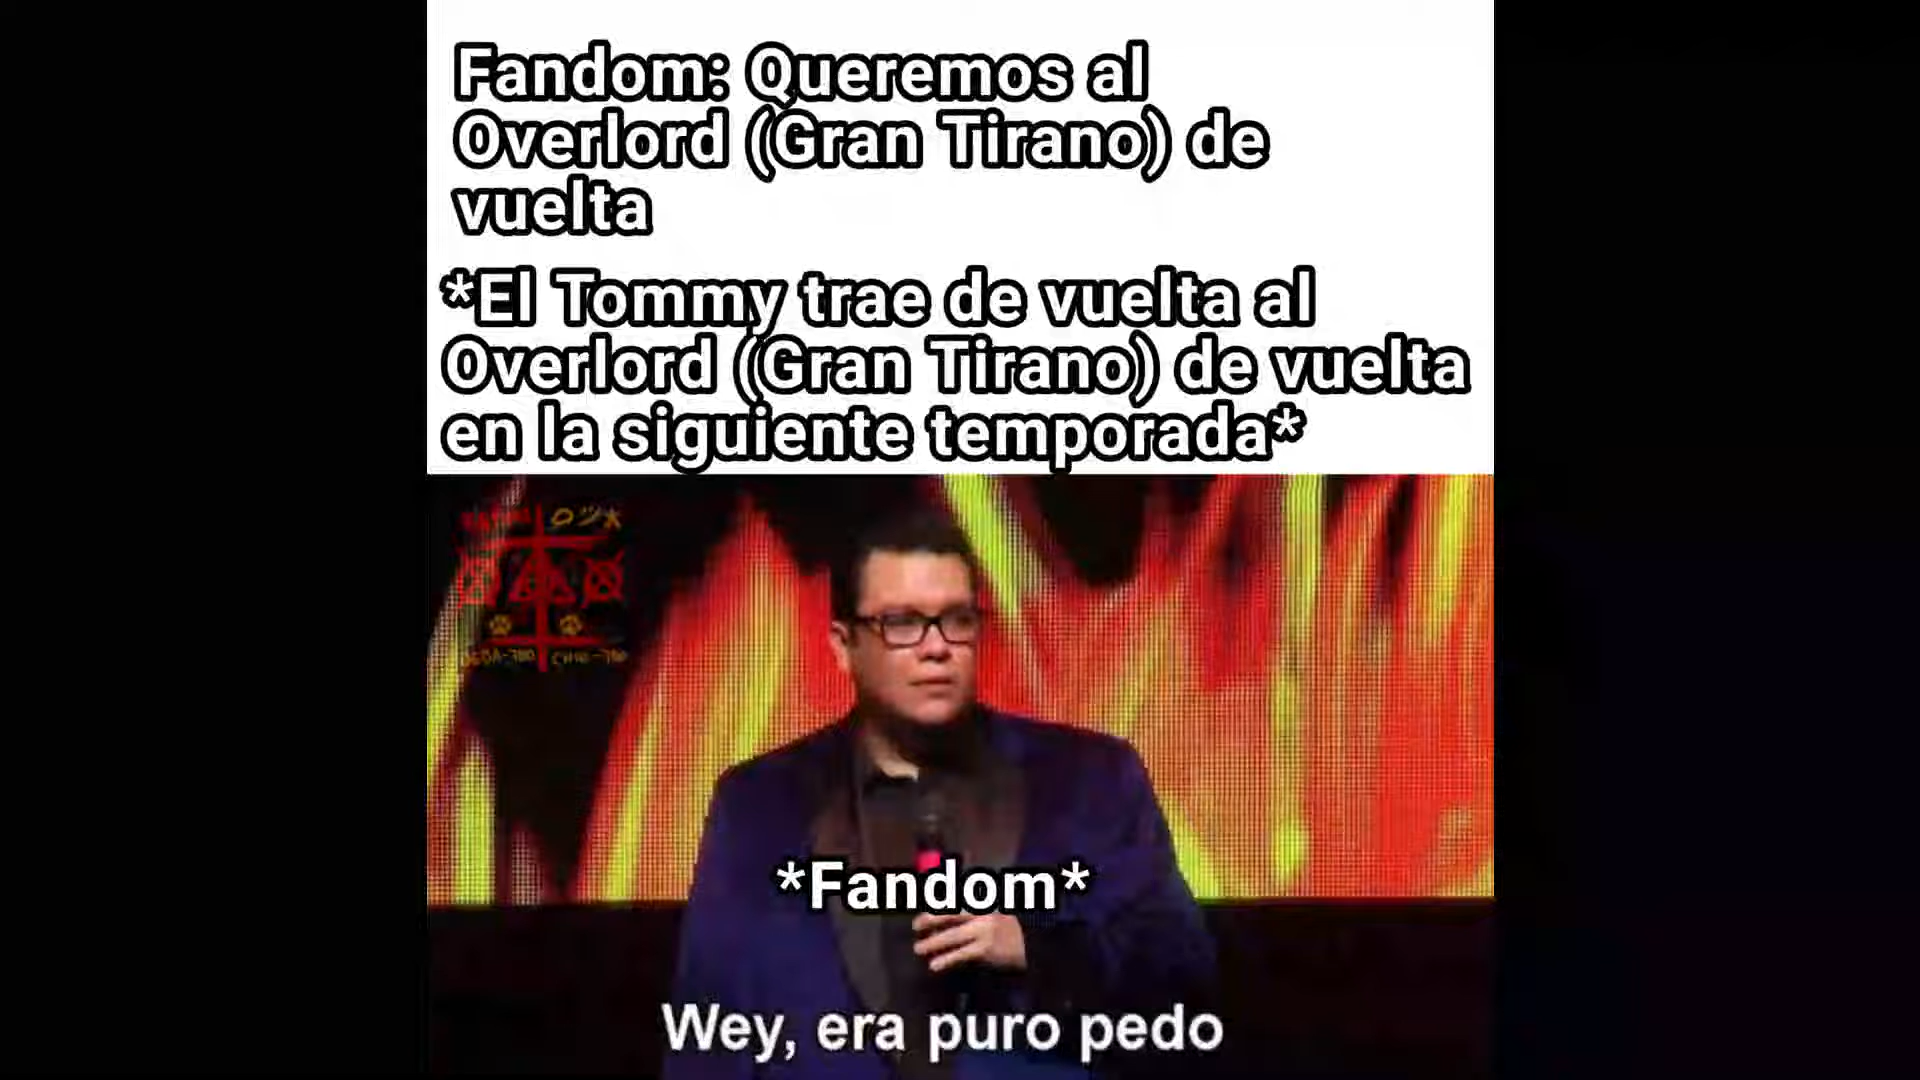 Fandom: Queremos al
Overlord (Gran Tirano) de
vuelta
*El Tommy trae de vuelta al
Overlord (Gran Tirano) de vuelta
en la siguiente temporada*
*Fandom*
Wey, era puro pedo